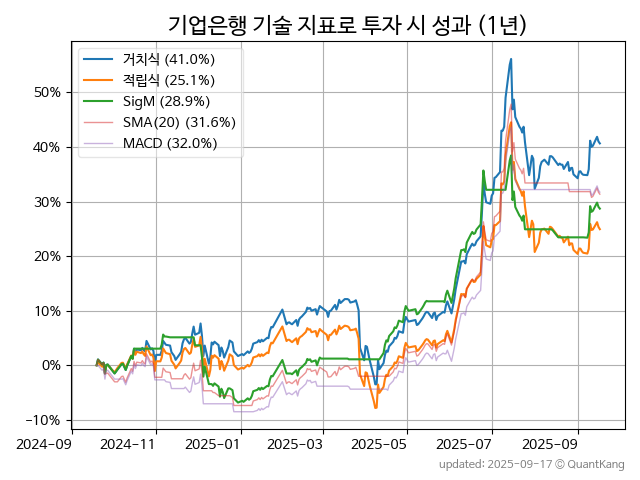 기업은행 기술 지표로 투자 시 성과 (1년)
거치식 (41.0%)
적립식 (25.1%)
SigM (28.9%)
SMA(20) (31.6%)
MACD (32.0%)
50%
40%
30%
20%
10%
0%
−10%
2024-09 2024-11 2025-01 2025-03 2025-05 2025-07 2025-09
updated: 2025-09-17 © QuantKang